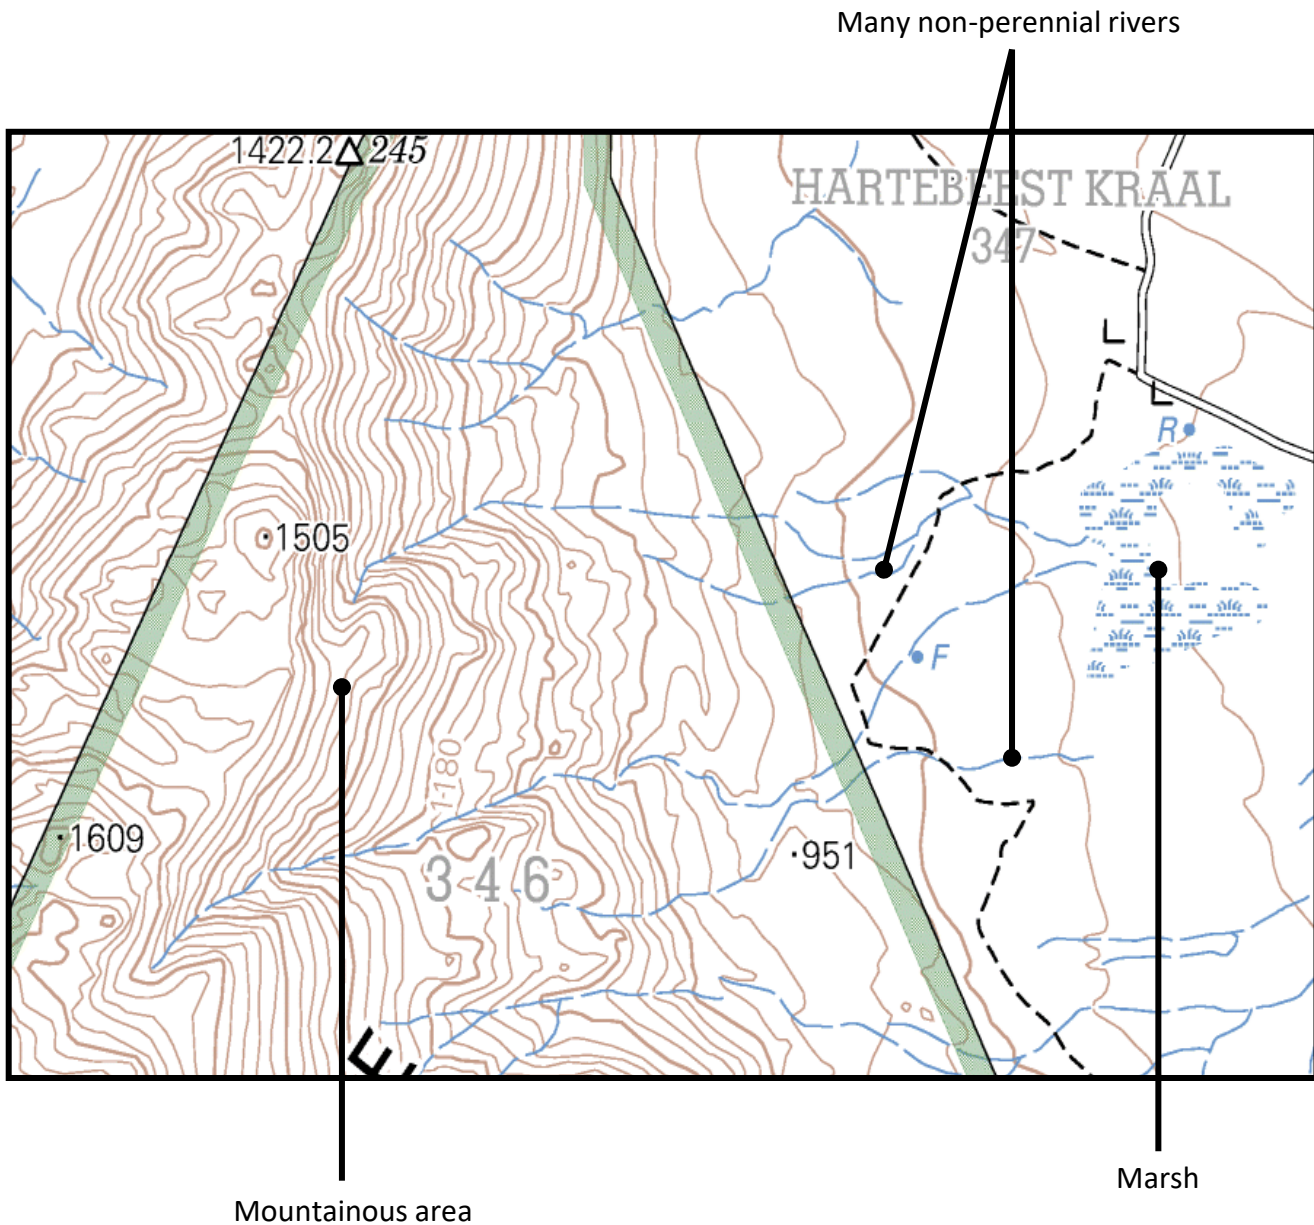 Many non-perennial rivers
1422.2 245
HARTEBEEST KRAAL
347
L
L
R
1505
F
1180
1609
346
951
E
Marsh
Mountainous area